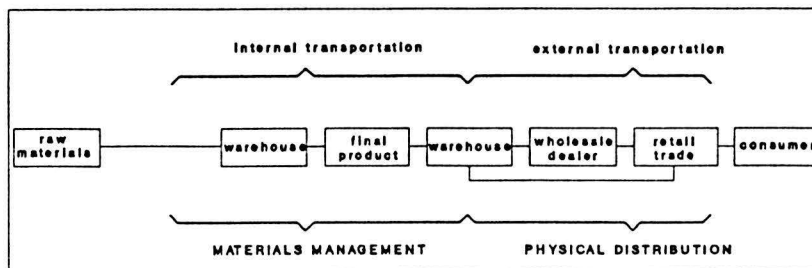 internal transportation
external transportation
raw
materials
warehouse
final
product
warehouse
wholesale
dealer
retail
trade
consumer
MATERIALS MANAGEMENT
PHYSICAL DISTRIBUTION